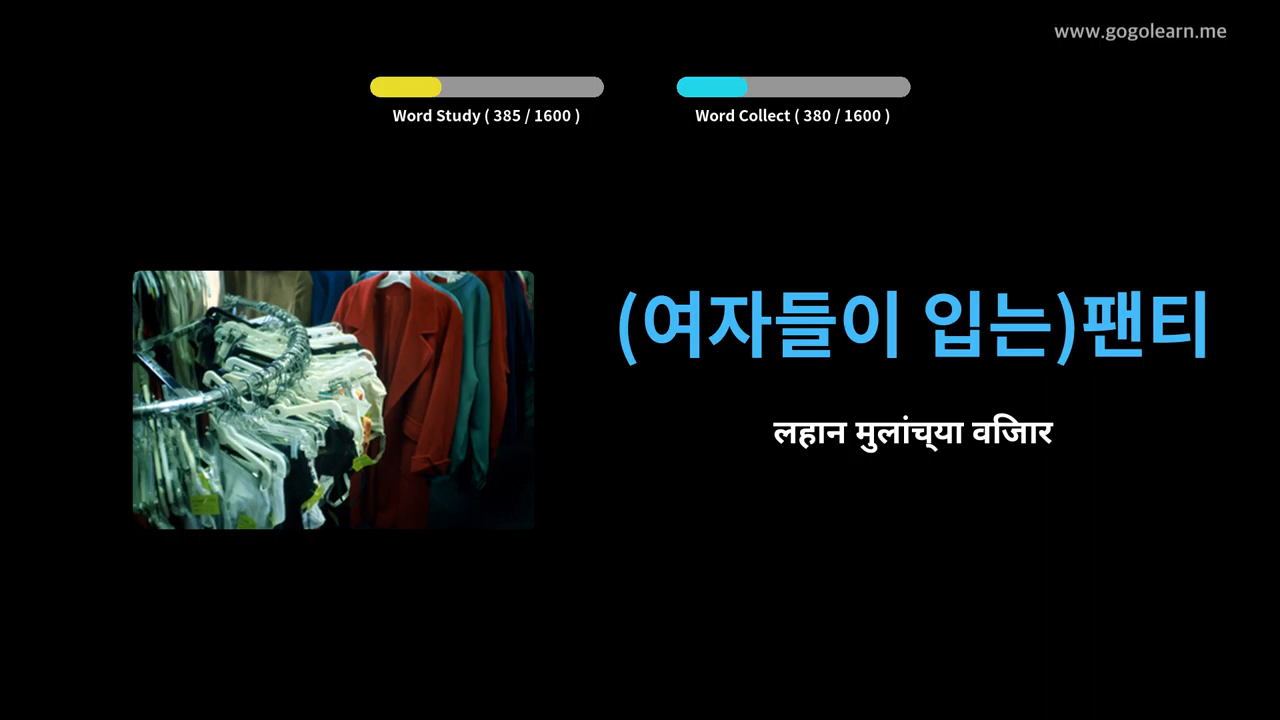 www.gogolearn.me
Word Study ( 385 / 1600 )
Word Collect ( 380 / 1600 )
(여자들이 입는)팬티
लहान मुलांच्या विजार